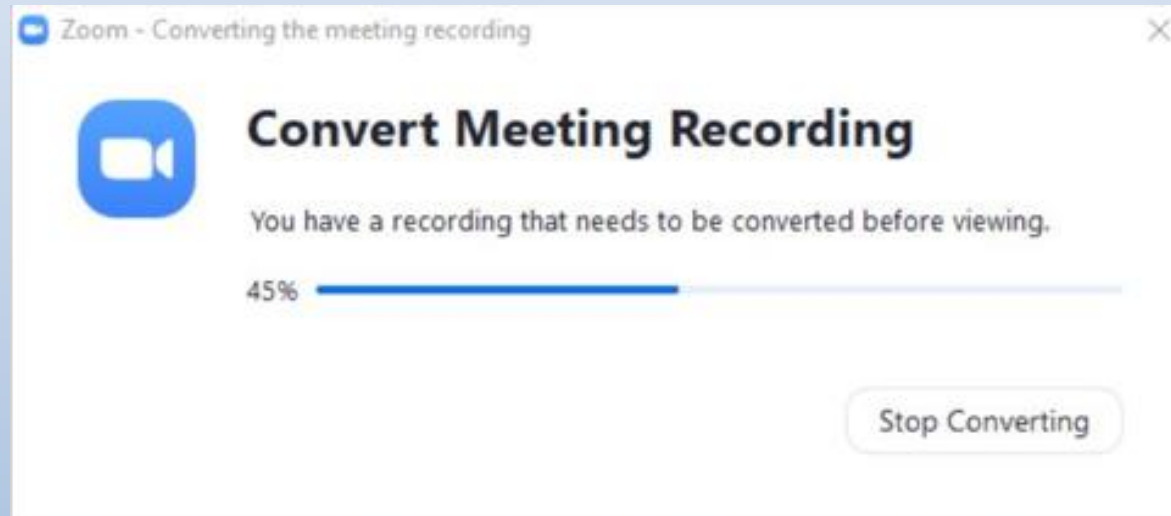 Zoom - Converting the meeting recording
Convert Meeting Recording
You have a recording that needs to be converted before viewing.
45%
Stop Converting